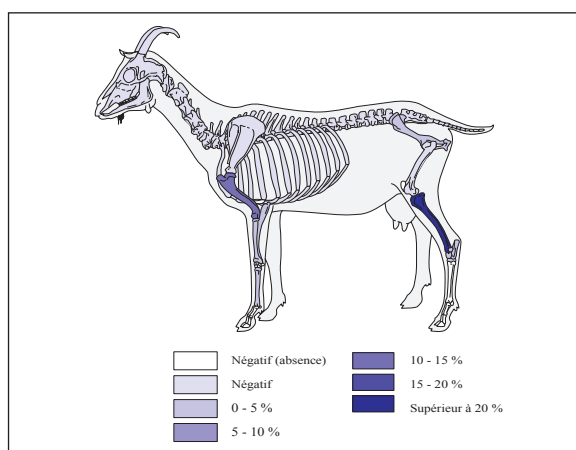 Négatif (absence)
Négatif
0 - 5 %
5 - 10 %
10 - 15 %
15 - 20 %
Supérieur à 20 %